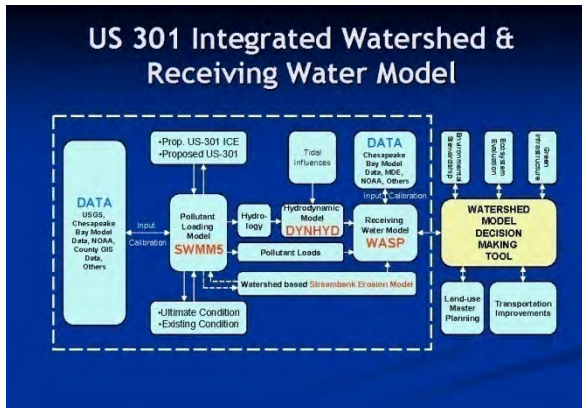 US 301 Integrated Watershed &
Receiving Water Model
DATA
USGS,
Chesapeake
Bay Model
Data, NOAA,
County GIS
Data,
Others
Input
Calibration
•Prop. US-301 ICE
•Proposed US-301
Pollutant
Loading Model
SWMM5
•Ultimate Condition
•Existing Condition
Hydro-
logy
Tidal
Influences
Hydrodynamic
Model
DYNHYD
Pollutant Loads
Watershed based Streambank Erosion Model
DATA
Chesapeake
Bay Model
Data, MDE,
NOAA, Others
Input
Calibration
Receiving
Water Model
WASP
Environmental
Stewardship
Ecosystem
Evaluation
Green
Infrastructure
WATERSHED
MODEL
DECISION
MAKING
TOOL
Land-use
Master
Planning
Transportation
Improvements